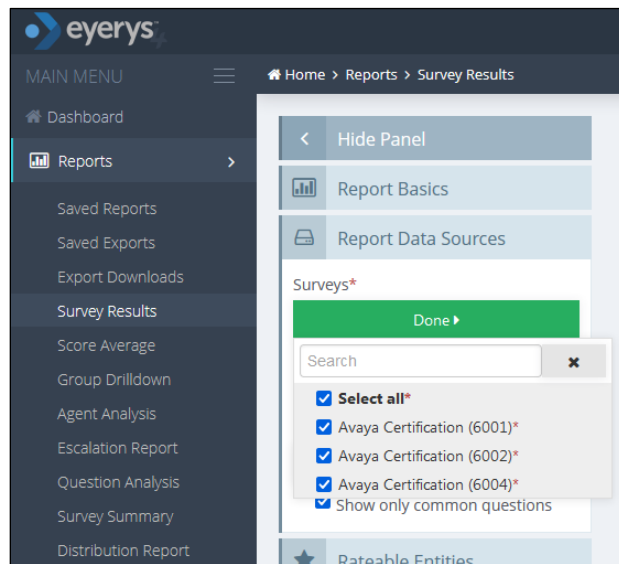 eyerys 4
MAIN MENU
Home > Reports > Survey Results
Dashboard
Reports
Saved Reports
Saved Exports
Export Downloads
Survey Results
Score Average
Group Drilldown
Agent Analysis
Escalation Report
Question Analysis
Survey Summary
Distribution Report
Hide Panel
Report Basics
Report Data Sources
Surveys*
Done
Search
Select all*
Avaya Certification (6001)*
Avaya Certification (6002)*
Avaya Certification (6004)*
Show only common questions
Rateable Entities